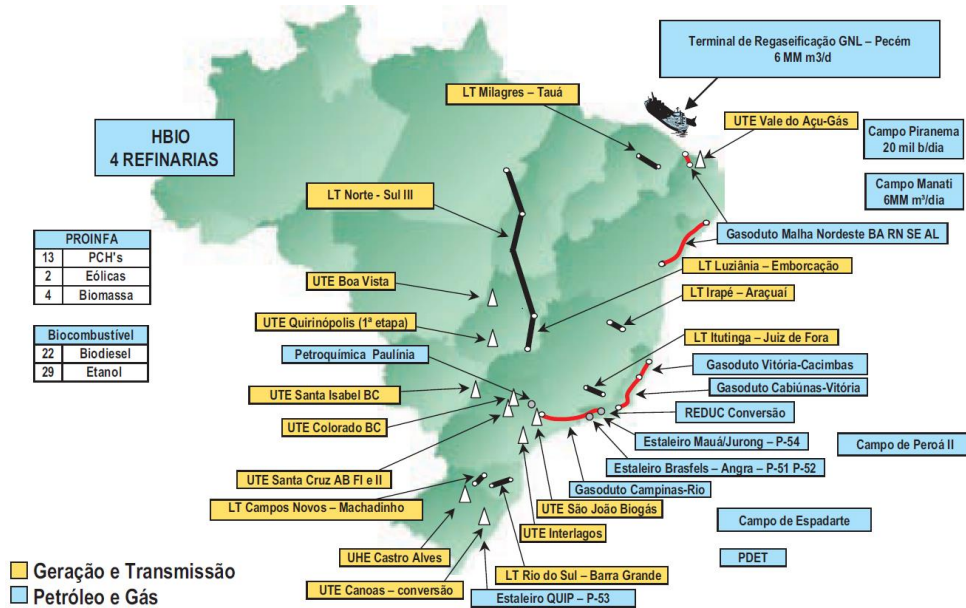 Terminal de Regaseificação GNL – Pecém
6 MM m3/d
LT Milagres – Tauá
UTE Vale do Açu-Gás
HBIO
4 REFINARIAS
Campo Piranema
20 mil b/dia
Campo Manati
6MM m³/dia
LT Norte - Sul III
Gasoduto Malha Nordeste BA RN SE AL
PROINFA
13 PCH's
2 Eólicas
4 Biomassa
LT Luziânia – Emborcação
UTE Boa Vista
LT Irapé – Araçuaí
UTE Quirinópolis (1ª etapa)
Biocombustível
22 Biodiesel
29 Etanol
LT Itutinga – Juiz de Fora
Petroquímica Paulínia
Gasoduto Vitória-Cacimbas
UTE Santa Isabel BC
Gasoduto Cabiúnas-Vitória
REDUC Conversão
UTE Colorado BC
Estaleiro Mauá/Jurong – P-54
Campo de Peroá II
Estaleiro Brasfels – Angra – P-51 P-52
UTE Santa Cruz AB FI e II
Gasoduto Campinas-Rio
LT Campos Novos – Machadinho
UTE São João Biogás
Campo de Espadarte
UTE Interlagos
UHE Castro Alves
PDET
LT Rio do Sul – Barra Grande
UTE Canoas – conversão
Estaleiro QUIP – P-53
Geração e Transmissão
Petróleo e Gás